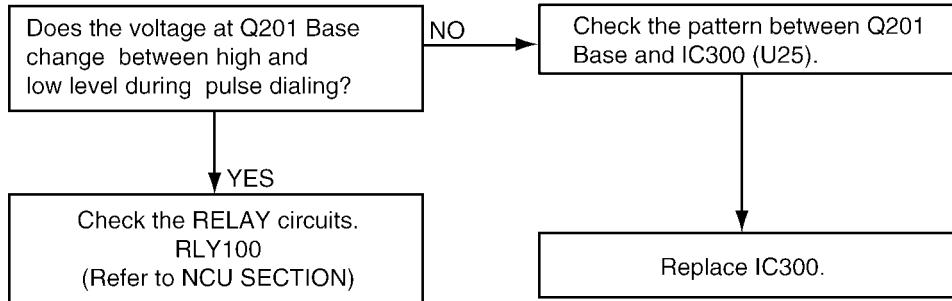 Does the voltage at Q201 Base
change between high and
low level during pulse dialing?
NO
Check the pattern between Q201
Base and IC300 (U25).
YES
Check the RELAY circuits.
RLY100
(Refer to NCU SECTION)
Replace IC300.